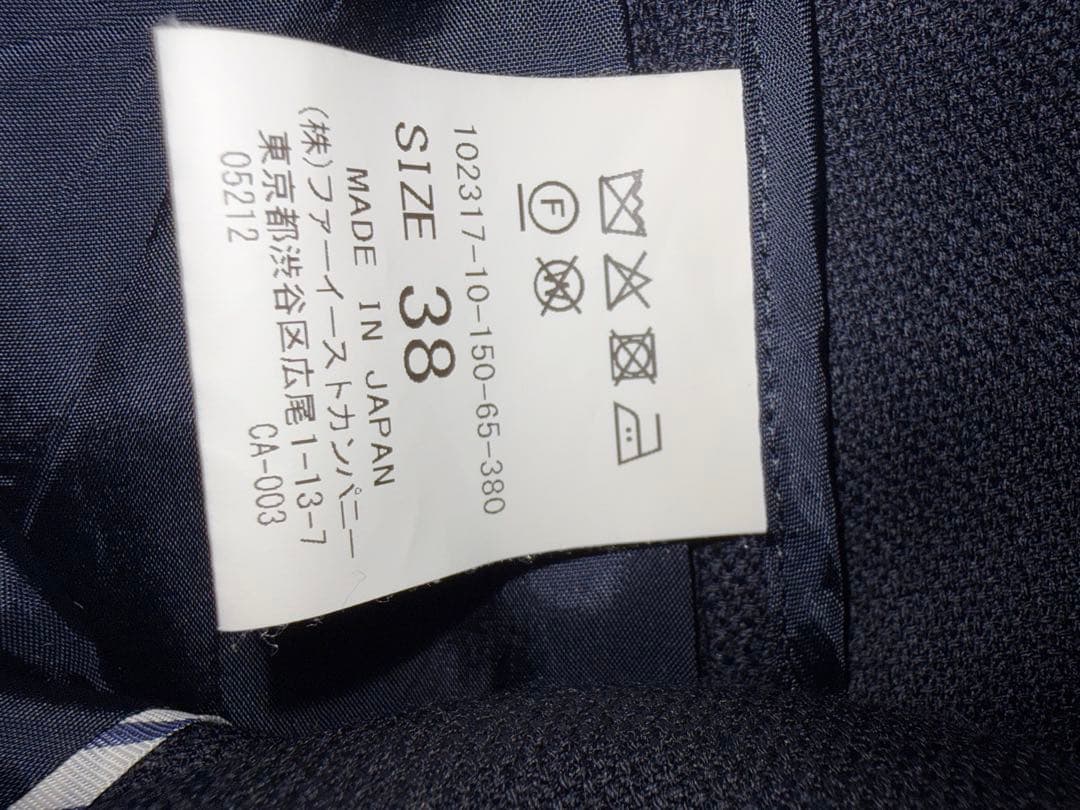 F
W
102317-10-150-65-380
SIZE 38
MADE IN JAPAN
(株)ファーイーストカンパニー
東京都渋谷区広尾1-13-7
05212 CA-003